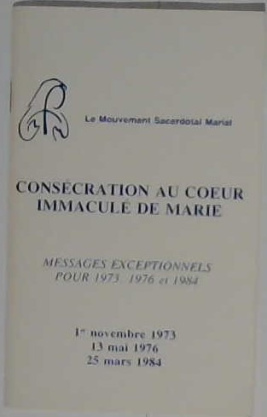 Le Mouvement Sacerdotal Marial
CONSÉCRATION AU COEUR
IMMACULÉ DE MARIE
MESSAGES EXCEPTIONNELS
POUR 1973, 1976 et 1984
1er novembre 1973
13 mai 1976
25 mars 1984